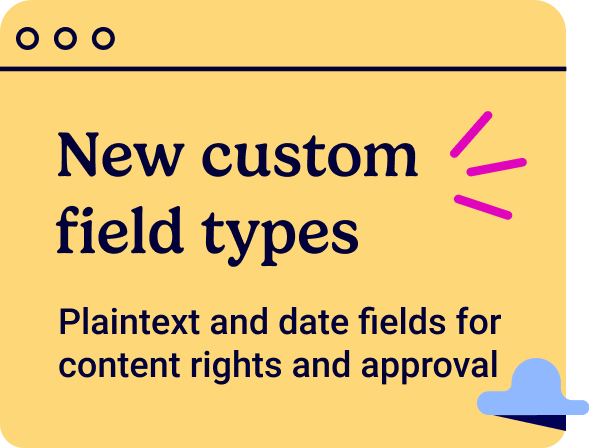 New custom
field types
Plaintext and date fields for
content rights and approval